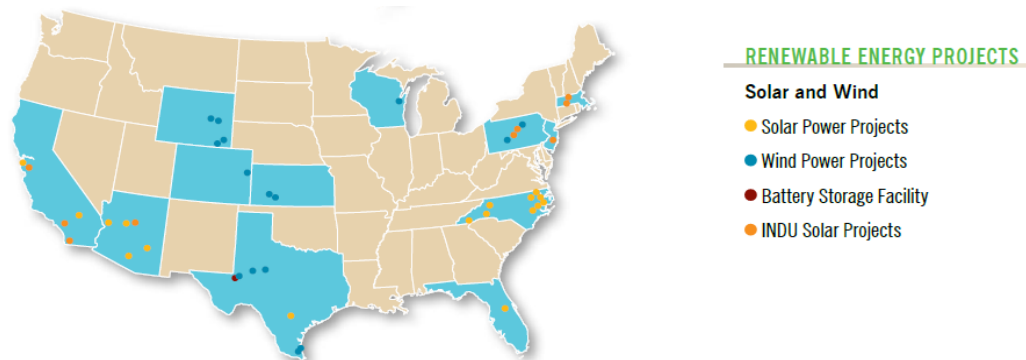 RENEWABLE ENERGY PROJECTS
Solar and Wind
Solar Power Projects
Wind Power Projects
Battery Storage Facility
INDU Solar Projects